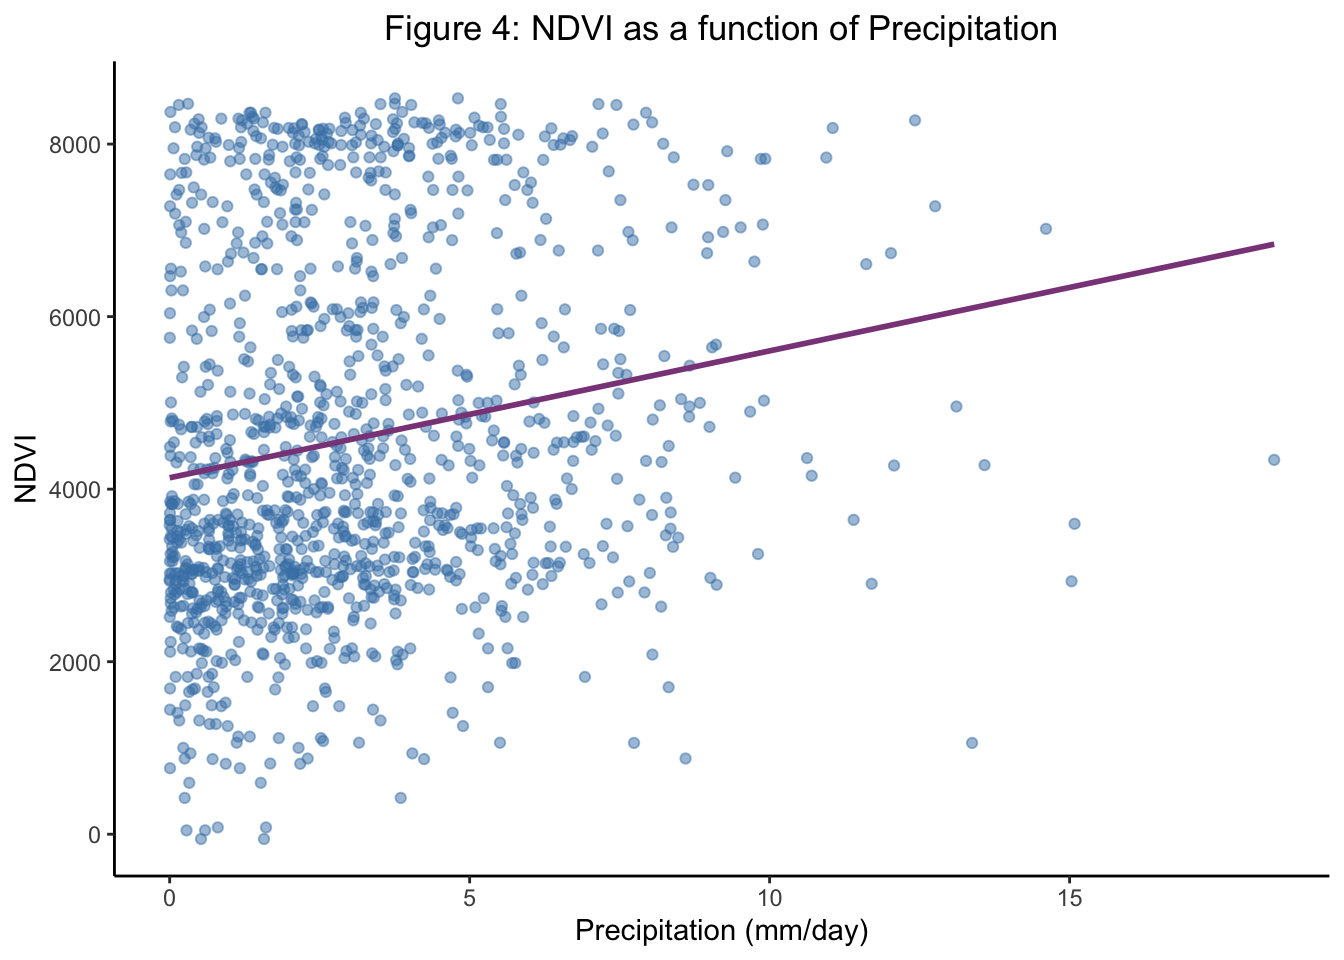 Figure 4: NDVI as a function of Precipitation
8000
6000
4000
2000
0
NDVI
0 5 10 15
Precipitation (mm/day)